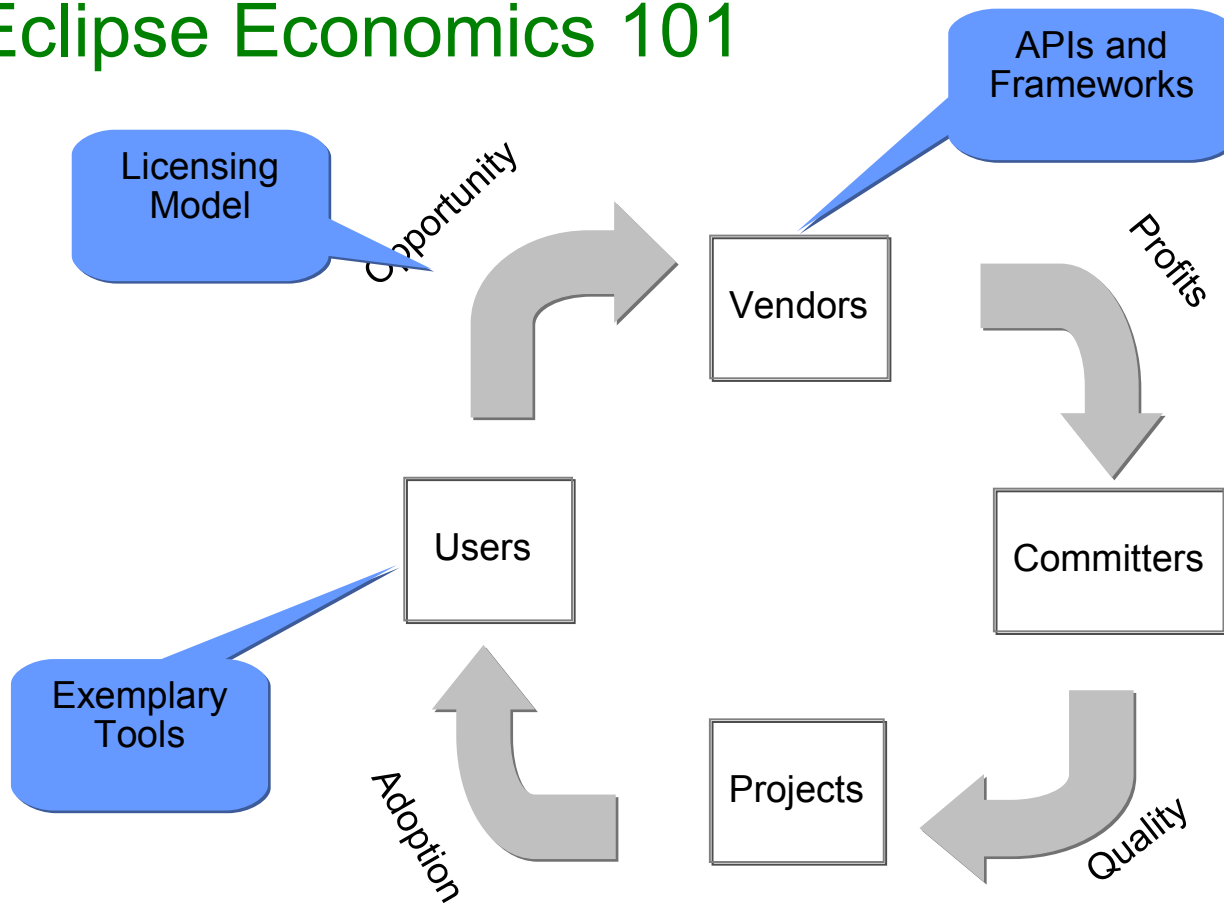 Eclipse Economics 101
APIs and
Frameworks
Licensing
Model
Opportunity
Profits
Vendors
Users
Committers
Exemplary
Tools
Projects
Adoption
Quality